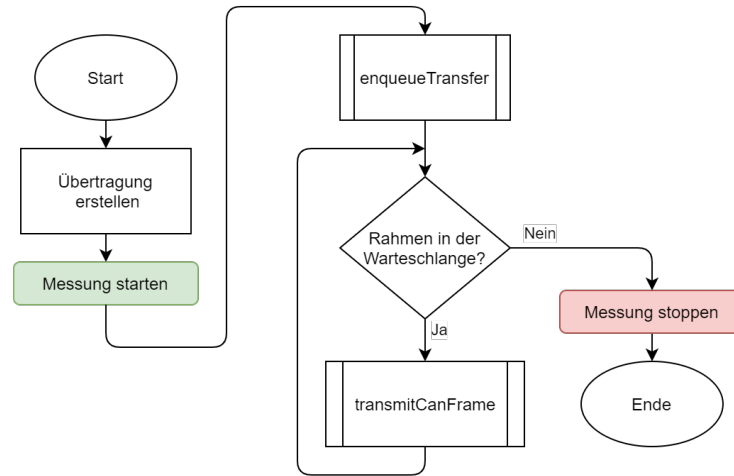 Start
Übertragung
erstellen
Messung starten
enqueueTransfer
Rahmen in der
Warteschlange?
Nein
Ja
transmitCanFrame
Messung stoppen
Ende